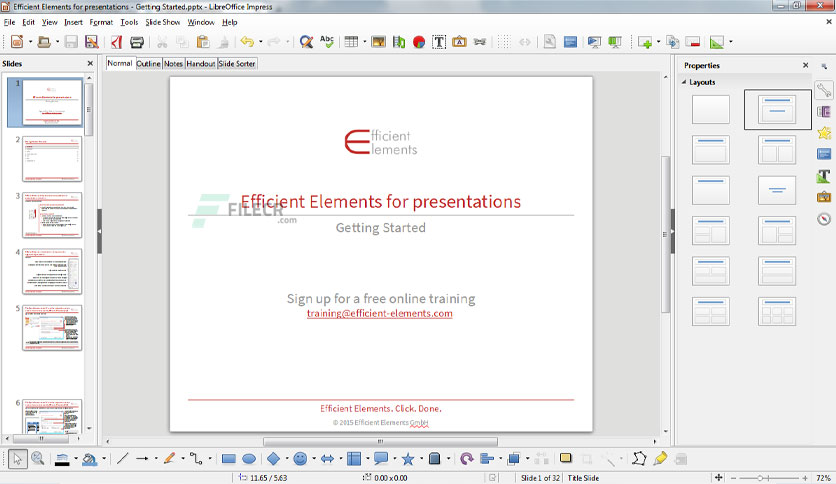 Efficient Elements for presentations - Getting Started.pptx - LibreOffice Impress
File Edit View Insert Format Tools Slide Show Window Help
Slides
Normal Outline Notes Handout Slide Sorter
Properties
Layouts
1
2
3
4
5
6
efficient
elements
Efficient Elements for presentations
FILECR
.com
Getting Started
Sign up for a free online training
training@efficient-elements.com
Efficient Elements. Click. Done.
© 2015 Efficient Elements GmbH
11.65 / 5.63
0.00 x 0.00
Slide 1 of 32
Title Slide
72%